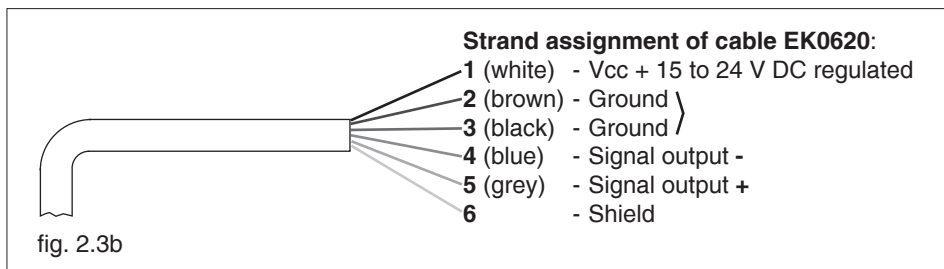 Strand assignment of cable EK0620:
1 (white) - Vcc + 15 to 24 V DC regulated
2 (brown) - Ground
3 (black) - Ground
4 (blue) - Signal output -
5 (grey) - Signal output +
6 - Shield
fig. 2.3b